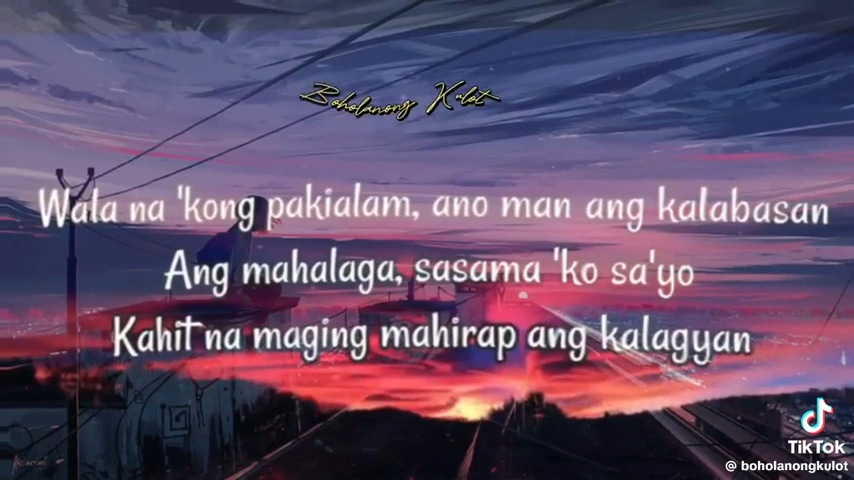 Boholanong Kulot
Wala na 'kong pakialam, ano man ang kalabasan
Ang mahalaga, sasama 'ko sa'yo
Kahit na maging mahirap ang kalagyan
TikTok
@ boholanongkulot